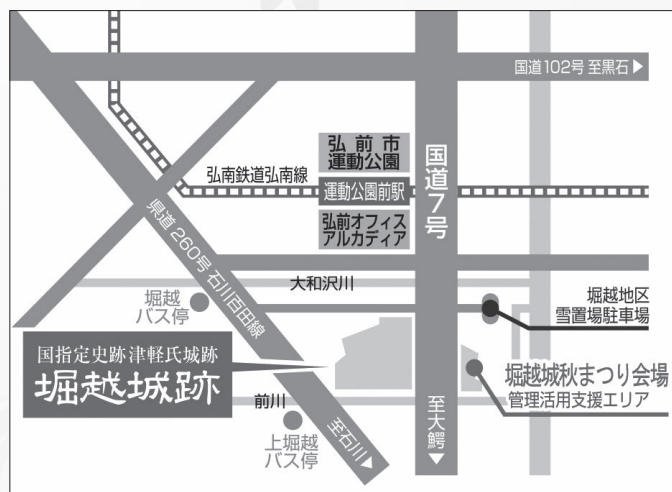 国道102号 至黒石▶
弘前市
運動公園
弘南鉄道弘南線
運動公園前駅
国道7号
弘前オフィス
アルカディア
県道260号 石川百田線
大和沢川
堀越
バス停
堀越地区
雪置場駐車場
国指定史跡津軽氏城跡
堀越城跡
堀越城秋まつり会場
管理活用支援エリア
前川
至大鰐▼
上堀越
バス停
至石川▶